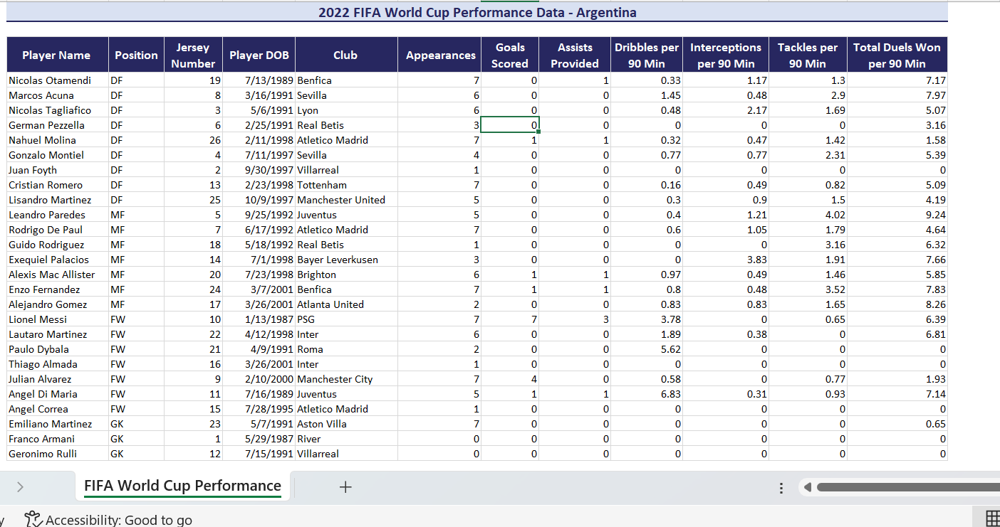 2022 FIFA World Cup Performance Data - Argentina
Player Name Position Jersey Number Player DOB Club Appearances Goals Scored Assists Provided Dribbles per 90 Min Interceptions per 90 Min Tackles per 90 Min Total Duels Won per 90 Min
Nicolas Otamendi DF 19 7/13/1989 Benfica 7 0 1 0.33 1.17 1.3 7.17
Marcos Acuna DF 8 3/16/1991 Sevilla 6 0 0 1.45 0.48 2.9 7.97
Nicolas Tagliafico DF 3 5/6/1991 Lyon 6 0 0 0.48 2.17 1.69 5.07
German Pezzella DF 6 2/25/1991 Real Betis 3 0 0 0 0 0 3.16
Nahuel Molina DF 26 2/11/1998 Atletico Madrid 7 1 1 0.32 0.47 1.42 1.58
Gonzalo Montiel DF 4 7/11/1997 Sevilla 4 0 0 0.77 0.77 2.31 5.39
Juan Foyth DF 2 9/30/1997 Villarreal 1 0 0 0 0 0 0
Cristian Romero DF 13 2/23/1998 Tottenham 7 0 0 0.16 0.49 0.82 5.09
Lisandro Martinez DF 25 10/9/1997 Manchester United 5 0 0 0.3 0.9 1.5 4.19
Leandro Paredes MF 5 9/25/1992 Juventus 5 0 0 0.4 1.21 4.02 9.24
Rodrigo De Paul MF 7 6/17/1992 Atletico Madrid 7 0 0 0.6 1.05 1.79 4.64
Guido Rodriguez MF 18 5/18/1992 Real Betis 1 0 0 0 0 3.16 6.32
Exequiel Palacios MF 14 7/1/1998 Bayer Leverkusen 3 0 0 0 3.83 1.91 7.66
Alexis Mac Allister MF 20 7/23/1998 Brighton 6 1 1 0.97 0.49 1.46 5.85
Enzo Fernandez MF 24 3/7/2001 Benfica 7 1 1 0.8 0.48 3.52 7.83
Alejandro Gomez MF 17 3/26/2001 Atlanta United 2 0 0 0.83 0.83 1.65 8.26
Lionel Messi FW 10 1/13/1987 PSG 7 7 3 3.78 0 0.65 6.39
Lautaro Martinez FW 22 4/12/1998 Inter 6 0 0 1.89 0.38 0 6.81
Paulo Dybala FW 21 4/9/1991 Roma 2 0 0 5.62 0 0 0
Thiago Almada FW 16 3/26/2001 Inter 1 0 0 0 0 0 0
Julian Alvarez FW 9 2/10/2000 Manchester City 7 4 0 0.58 0 0.77 1.93
Angel Di Maria FW 11 7/16/1989 Juventus 5 1 1 6.83 0.31 0.93 7.14
Angel Correa FW 15 7/28/1995 Atletico Madrid 1 0 0 0 0 0 0
Emiliano Martinez GK 23 5/7/1991 Aston Villa 7 0 0 0 0 0 0.65
Franco Armani GK 1 5/29/1987 River 0 0 0 0 0 0 0
Geronimo Rulli GK 12 7/15/1991 Villarreal 0 0 0 0 0 0 0
FIFA World Cup Performance
Accessibility: Good to go